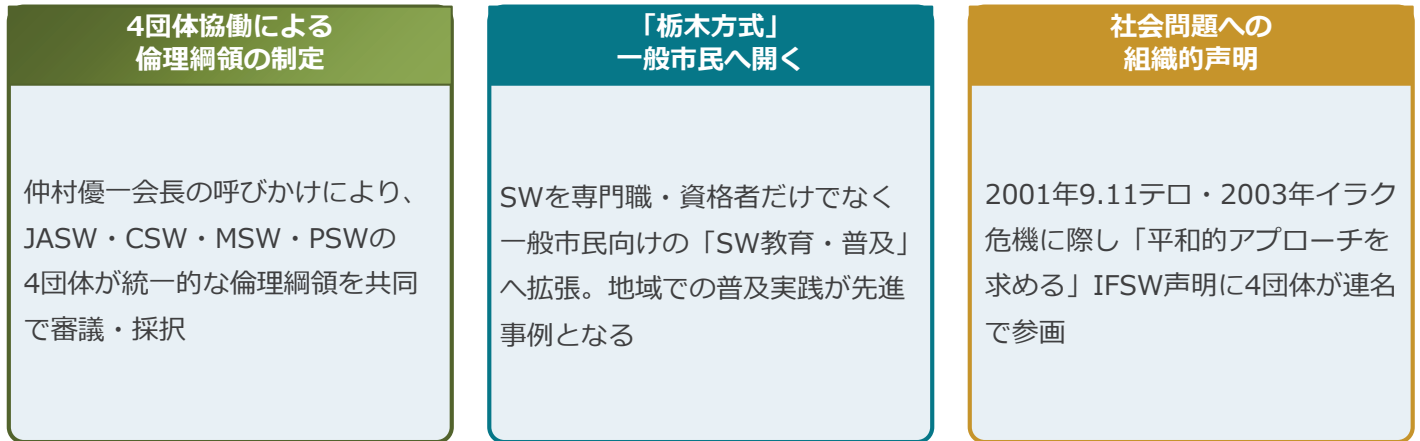 4団体協働による
倫理綱領の制定
仲村優一会長の呼びかけにより、
JASW・CSW・MSW・PSWの
4団体が統一的な倫理綱領を共同
で審議・採択
「栃木方式」
一般市民へ開く
SWを専門職・資格者だけでなく
一般市民向けの「SW教育・普及」
へ拡張。地域での普及実践が先進
事例となる
社会問題への
組織的声明
2001年9.11テロ・2003年イラク
危機に際し「平和的アプローチを
求める」IFSW声明に4団体が連名
で参画